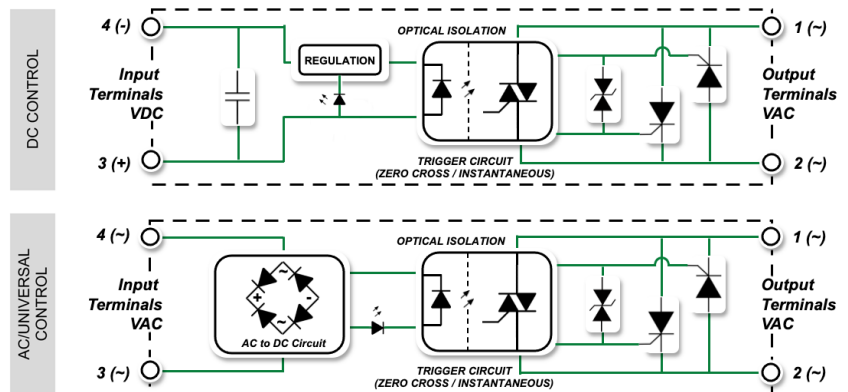 DC CONTROL
4 (-)
OPTICAL ISOLATION
1 (~)
REGULATION
Input
Terminals
VDC
Output
Terminals
VAC
3 (+)
TRIGGER CIRCUIT
(ZERO CROSS / INSTANTANEOUS)
2 (~)
AC/UNIVERSAL
CONTROL
4 (~)
OPTICAL ISOLATION
1 (~)
Input
Terminals
VAC
~
+
-
~
AC to DC Circuit
Output
Terminals
VAC
3 (~)
TRIGGER CIRCUIT
(ZERO CROSS / INSTANTANEOUS)
2 (~)